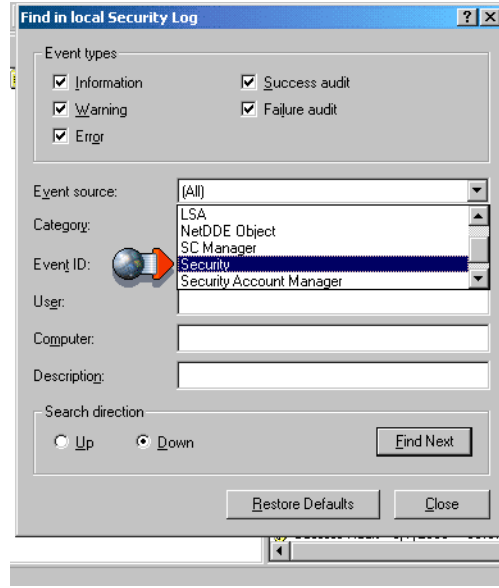 Find in local Security Log
Event types
Information
Success audit
Warning
Failure audit
Error
Event source:
(All)
LSA
NetDDE Object
SC Manager
Security
Security Account Manager
Category:
Event ID:
User:
Computer:
Description:
Search direction
Up
Down
Find Next
Restore Defaults
Close